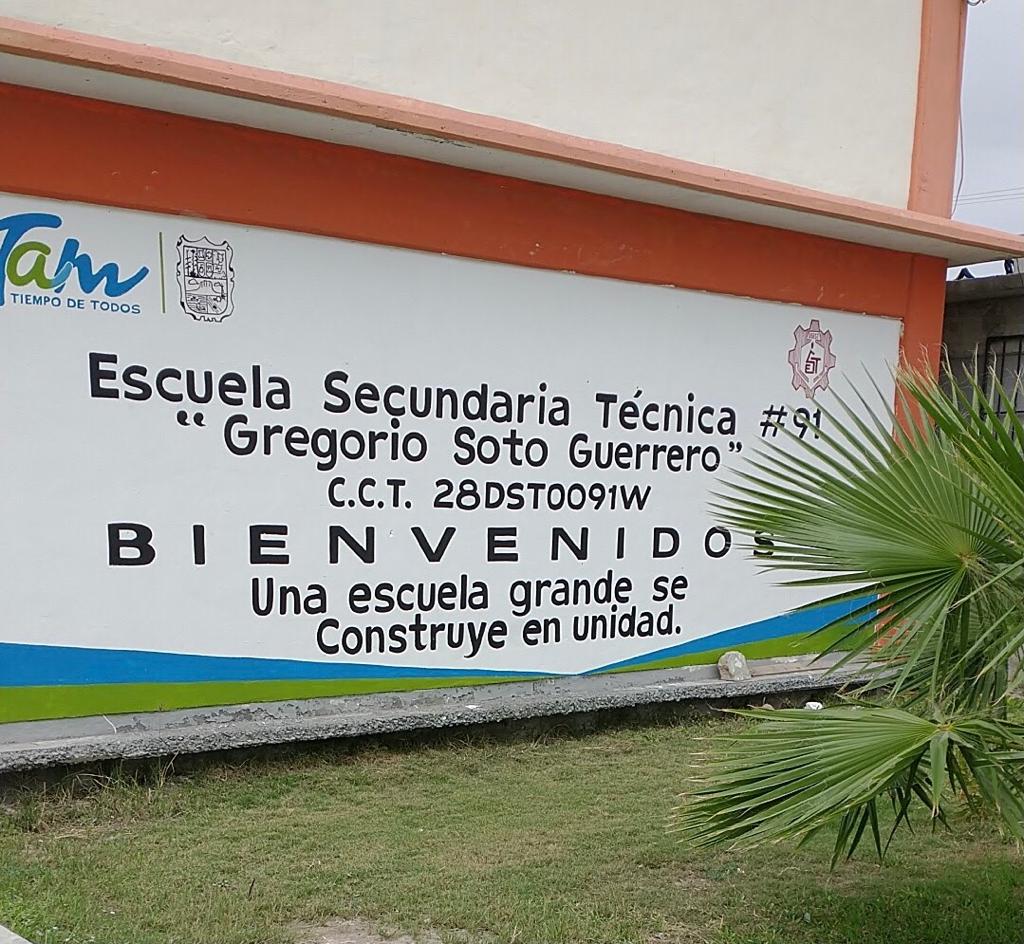 Tam
TIEMPO DE TODOS
Escuela Secundaria Técnica #91
“Gregorio Soto Guerrero”
C.C.T. 28DST0091W
BIENVENIDOS
Una escuela grande se
Construye en unidad.